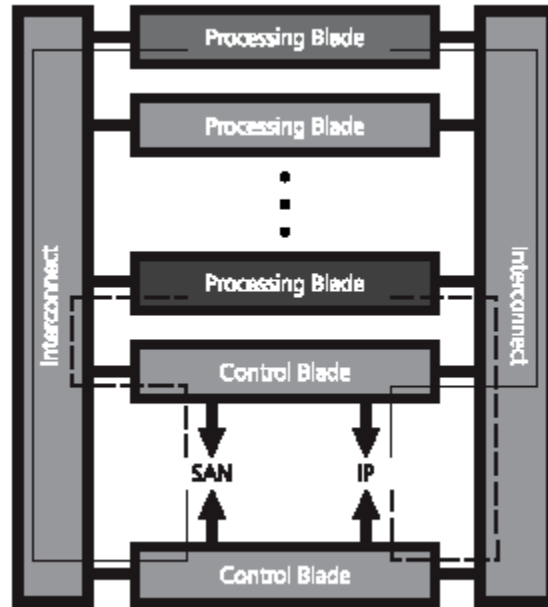 Processing Blade
Processing Blade
Processing Blade
Interconnect
Interconnect
Control Blade
SAN
IP
Control Blade